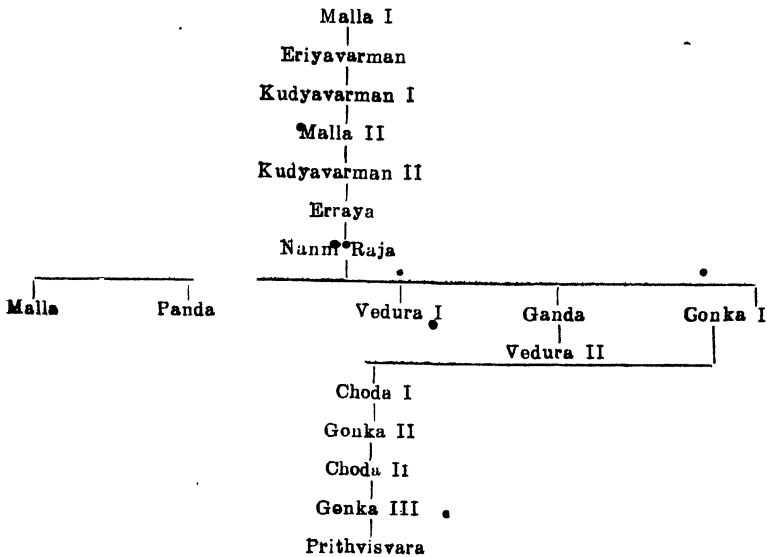 Malla I
Eriyavarman
Kudyavarman I
Malla II
Kudyavarman II
Erraya
Nanni Raja
Malla Panda Vedura I Ganda Gonka I
Vedura II
Choda I
Gonka II
Choda II
Gonka III
Prithvisvara